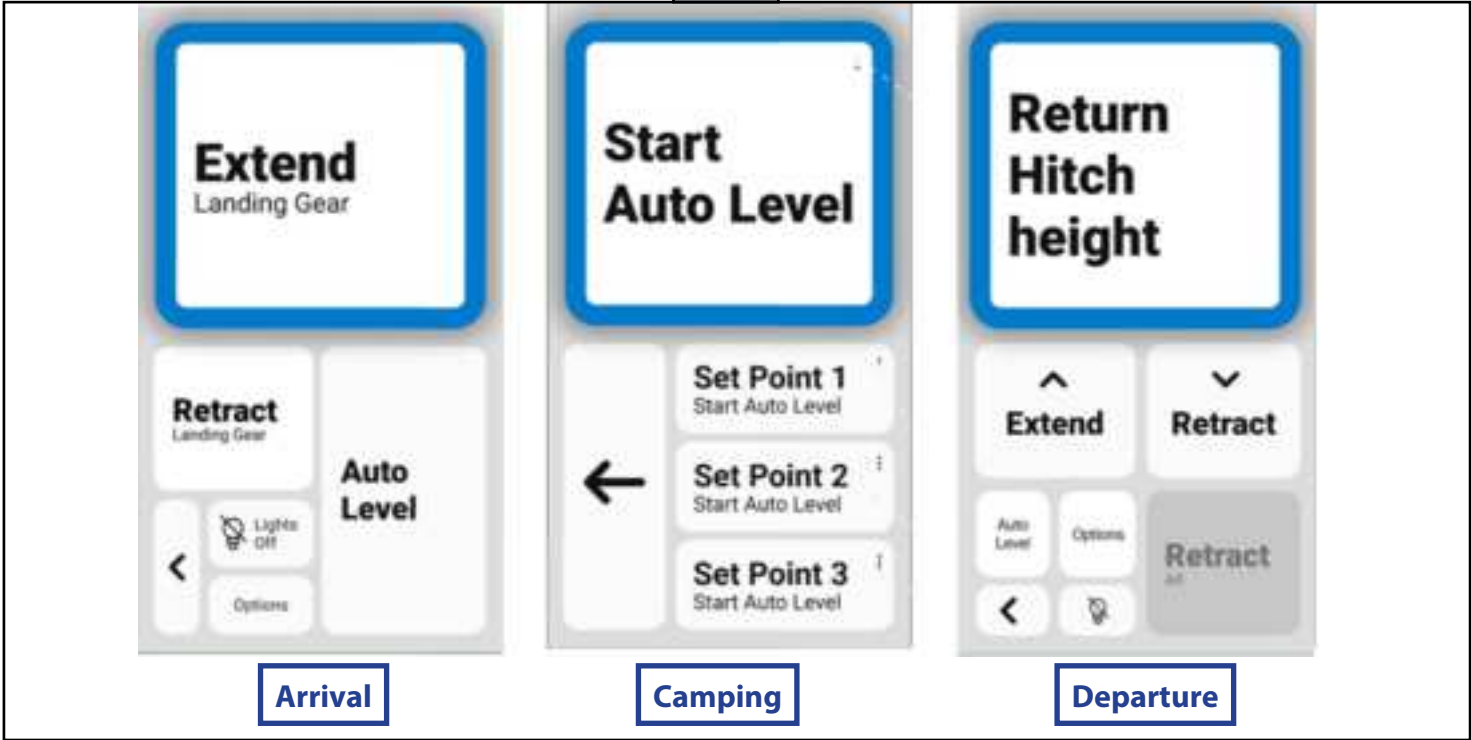 Extend
Landing Gear
Retract
Landing Gear
Auto
Level
Lights
Off
Options
Arrival
Start
Auto Level
Set Point 1
Start Auto Level
Set Point 2
Start Auto Level
Set Point 3
Start Auto Level
Camping
Return
Hitch
height
Extend
Retract
Auto
Level
Options
Retract
All
Departure